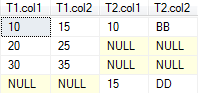 T1.col1 T1.col2 T2.col1 T2.col2
10 15 10 BB
20 25 NULL NULL
30 35 NULL NULL
NULL NULL 15 DD